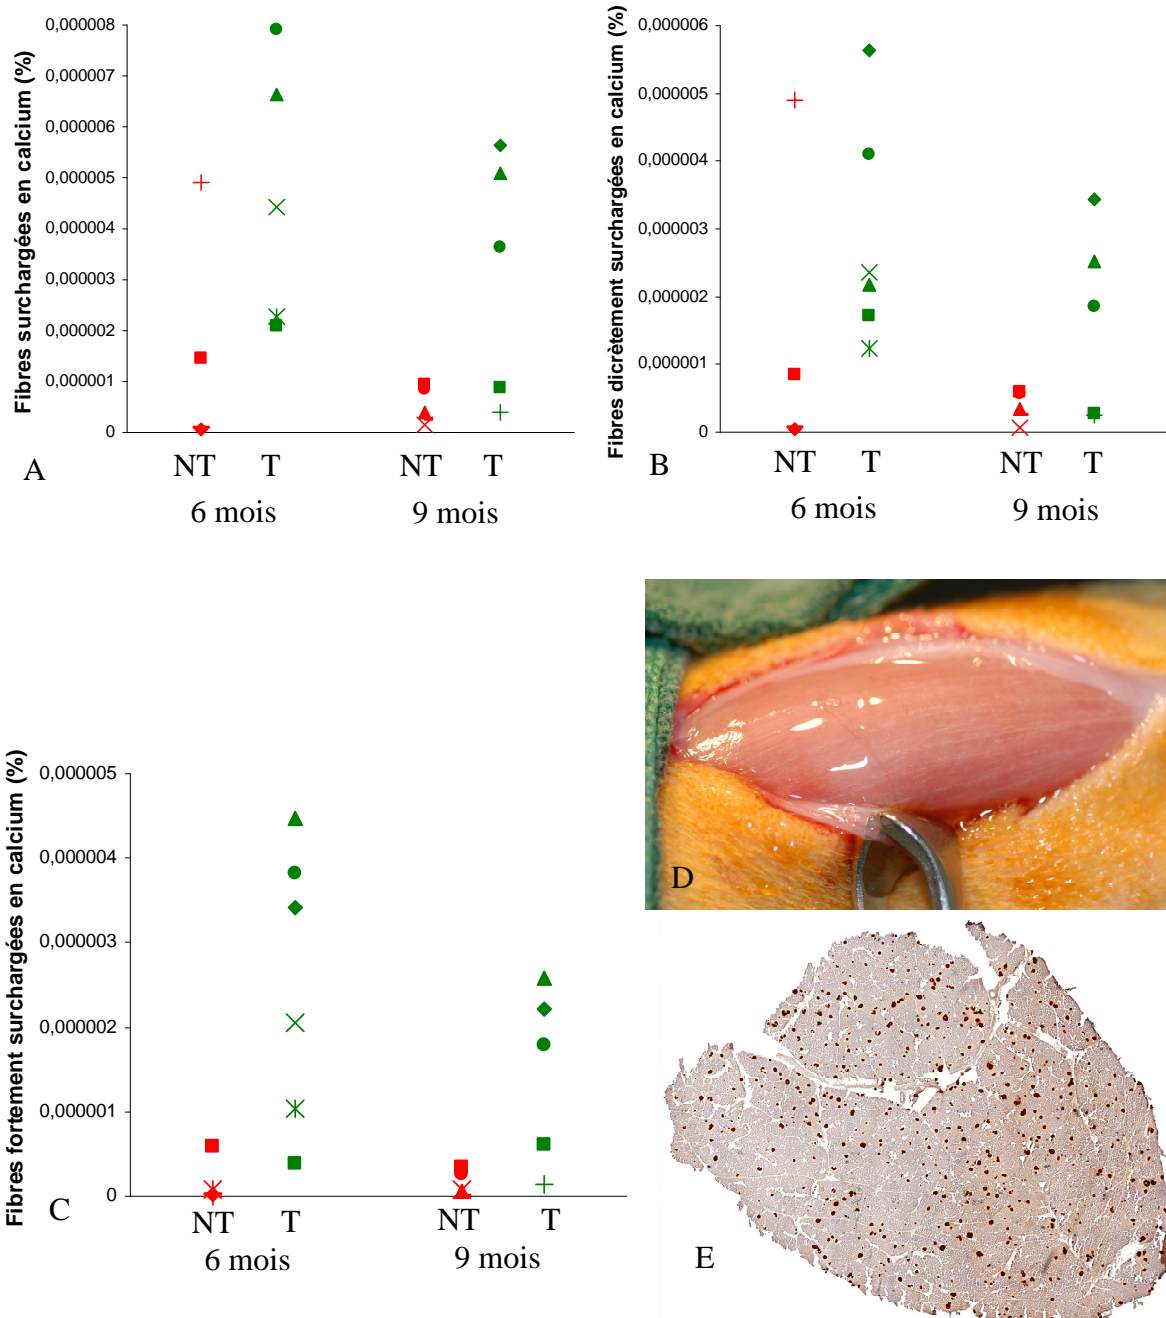 Fibres surchargées en calcium (%)
0,000008
0,000007
0,000006
0,000005
0,000004
0,000003
0,000002
0,000001
0
NT
T
NT
T
6 mois
9 mois
A
Fibres dicrètement surchargées en calcium (%)
0,000006
0,000005
0,000004
0,000003
0,000002
0,000001
0
NT
T
NT
T
6 mois
9 mois
B
Fibres fortement surchargées en calcium (%)
0,000005
0,000004
0,000003
0,000002
0,000001
0
NT
T
NT
T
6 mois
9 mois
C
D
E